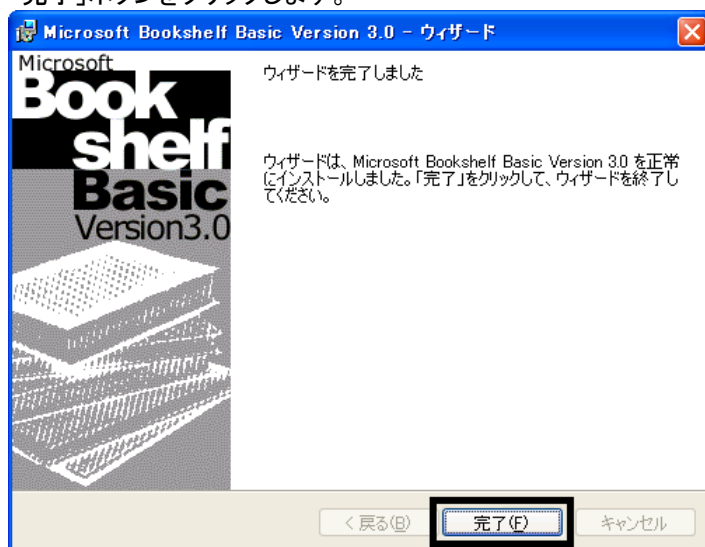 完了」ボタンをクリックします。
Microsoft Bookshelf Basic Version 3.0 - ウィザード
Microsoft
Book
shelf
Basic
Version3.0
ウィザードを完了しました
ウィザードは、Microsoft Bookshelf Basic Version 3.0 を正常
にインストールしました。「完了」をクリックして、ウィザードを終了し
てください。
< 戻る(B)
完了(F)
キャンセル